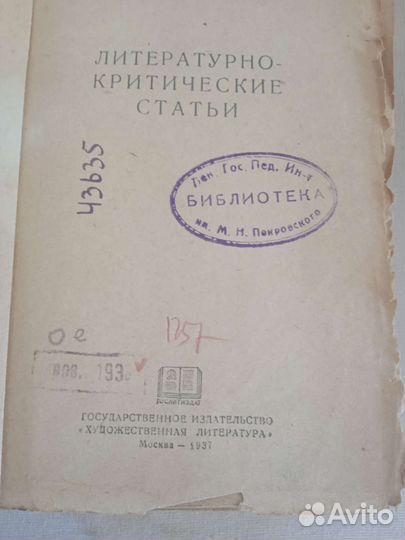 ЛИТЕРАТУРНО-
КРИТИЧЕСКИЕ
СТАТЬИ
43635
Лен. Гос. Пед. Ин-т
БИБЛИОТЕКА
им. М. Н. Покровского
1757
ое
193
ГОСЛИТИЗДАТ
ГОСУДАРСТВЕННОЕ ИЗДАТЕЛЬСТВО
«ХУДОЖЕСТВЕННАЯ ЛИТЕРАТУРА»
Москва — 1937
Avito